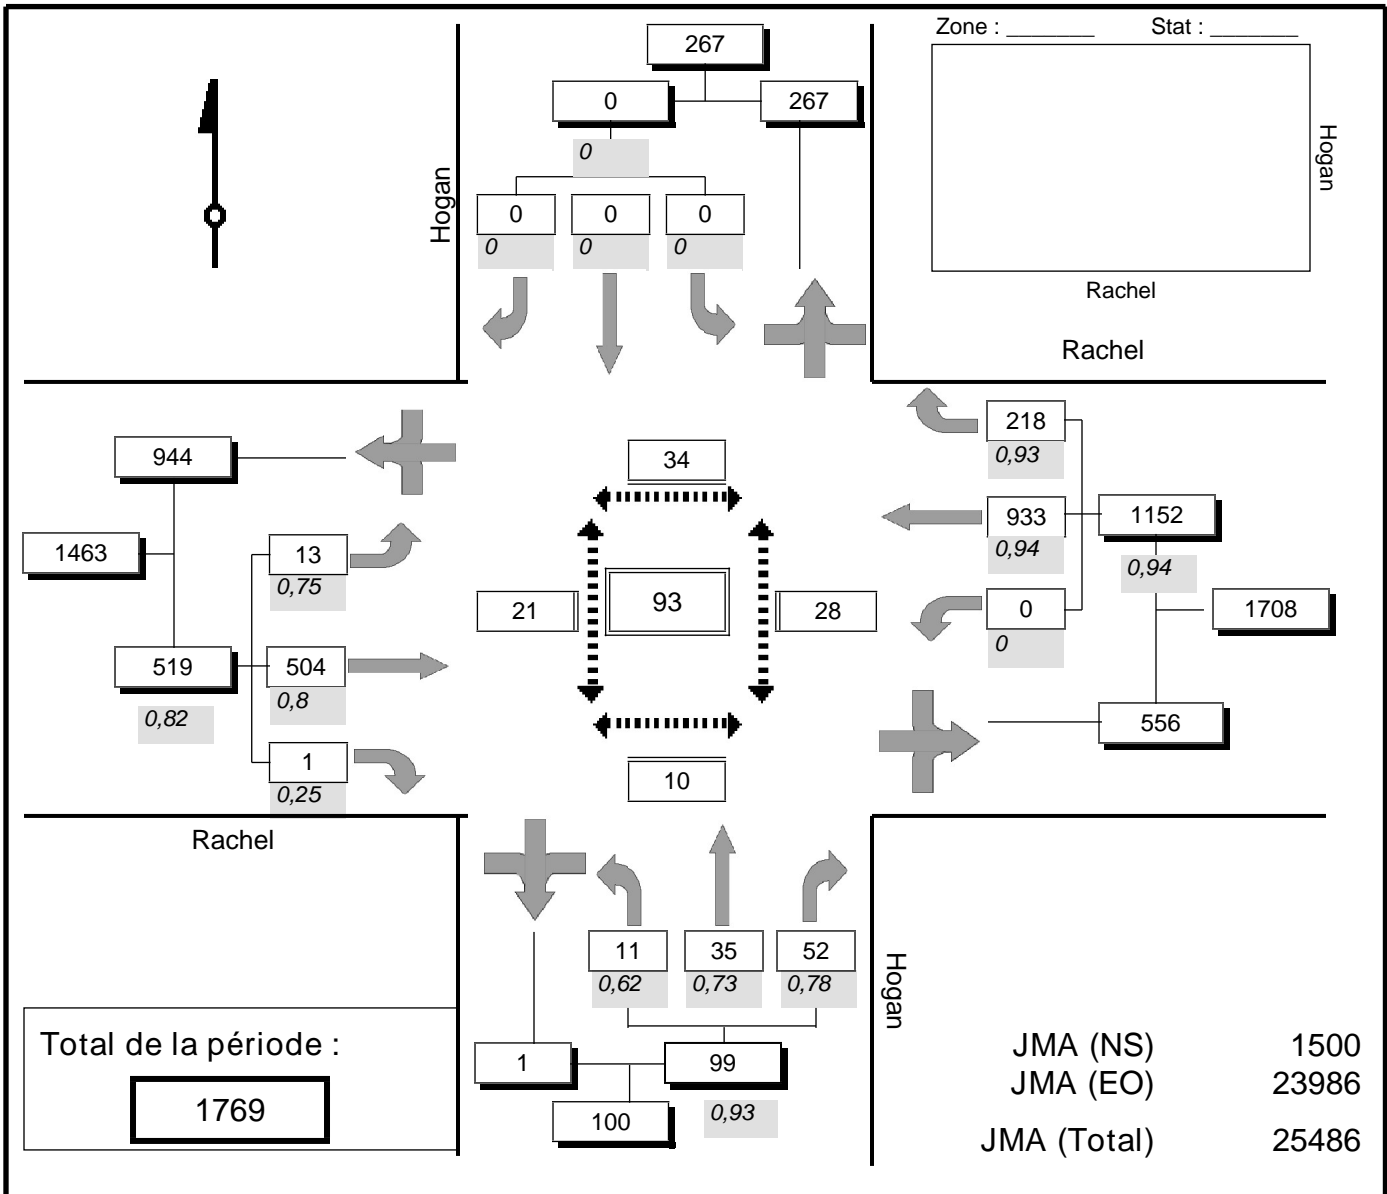 Zone : _______ Stat : _______
267
0 267
0
Hogan
Hogan
0 0 0
0 0 0
Rachel
Rachel
218
0,93
944
34
933
0,94
1152
0,94
1463
13
0,75
21
93
28
0
0
1708
519
0,82
504
0,8
556
1
0,25
10
Rachel
11 35 52
0,62 0,73 0,78
Hogan
Total de la période :
1769
1 99
0,93
100
JMA (NS) 1500
JMA (EO) 23986
JMA (Total) 25486